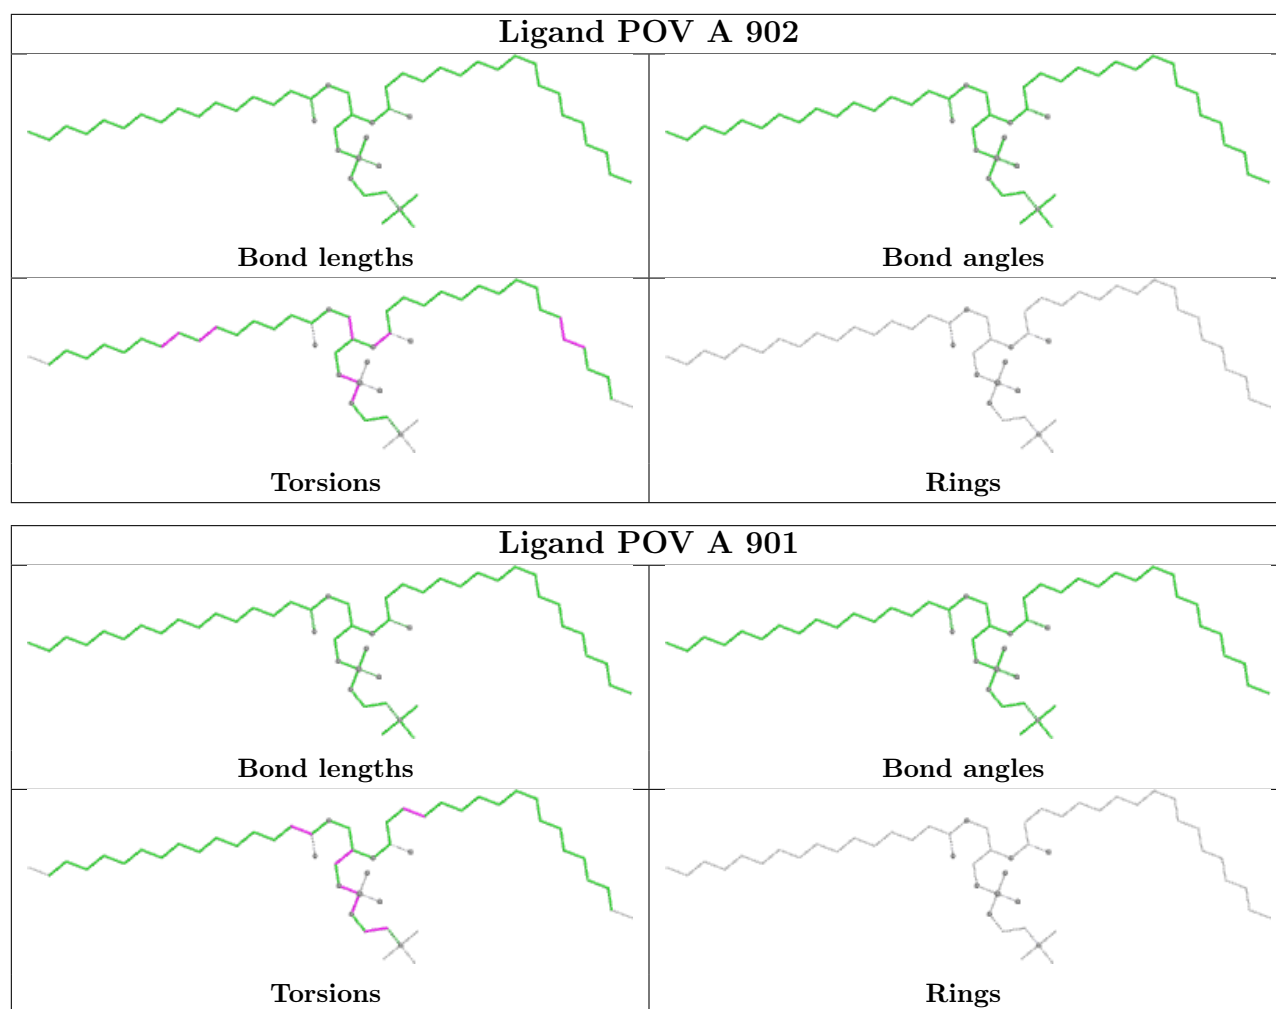 Ligand POV A 902
Bond lengths
Bond angles
Torsions
Rings
Ligand POV A 901
Bond lengths
Bond angles
Torsions
Rings